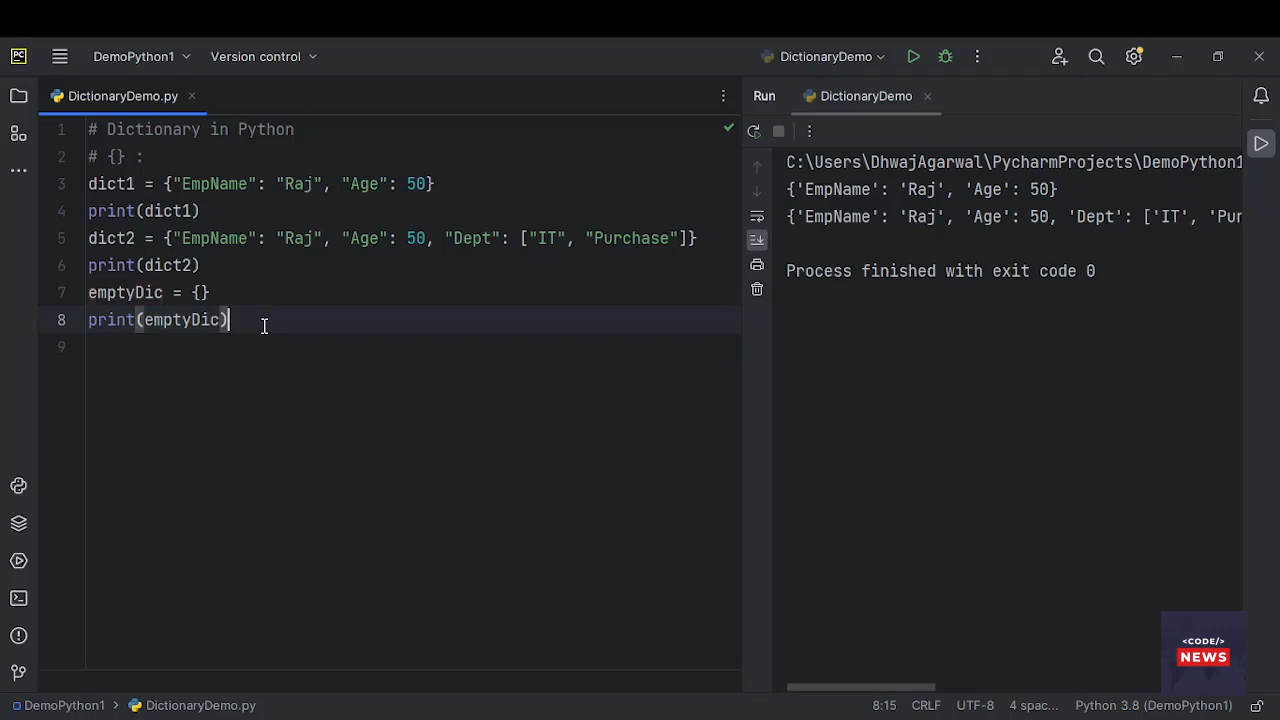 PC
DemoPython1
Version control
DictionaryDemo
DictionaryDemo.py
Run
DictionaryDemo
1 # Dictionary in Python
2 # {} :
3 dict1 = {"EmpName": "Raj", "Age": 50}
4 print(dict1)
5 dict2 = {"EmpName": "Raj", "Age": 50, "Dept": ["IT", "Purchase"]}
6 print(dict2)
7 emptyDic = {}
8 print(emptyDic)
9
C:\Users\DhwajAgarwal\PycharmProjects\DemoPython1
{'EmpName': 'Raj', 'Age': 50}
{'EmpName': 'Raj', 'Age': 50, 'Dept': ['IT', 'Pur
Process finished with exit code 0
<CODE/>
NEWS
DemoPython1 > DictionaryDemo.py
8:15 CRLF UTF-8 4 spac... Python 3.8 (DemoPython1)